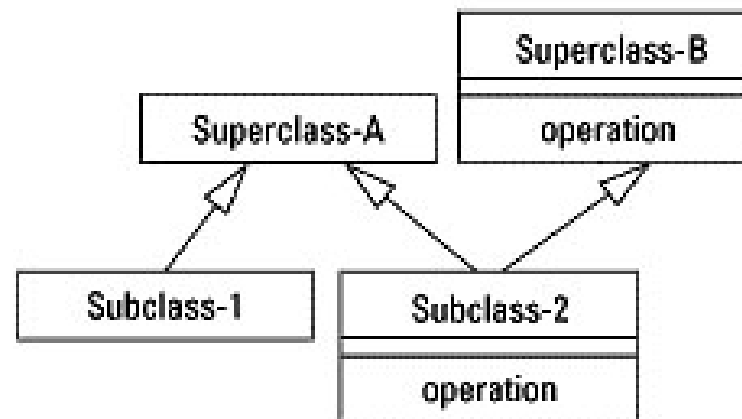 Superclass-B
operation
Superclass-A
Subclass-1
Subclass-2
operation